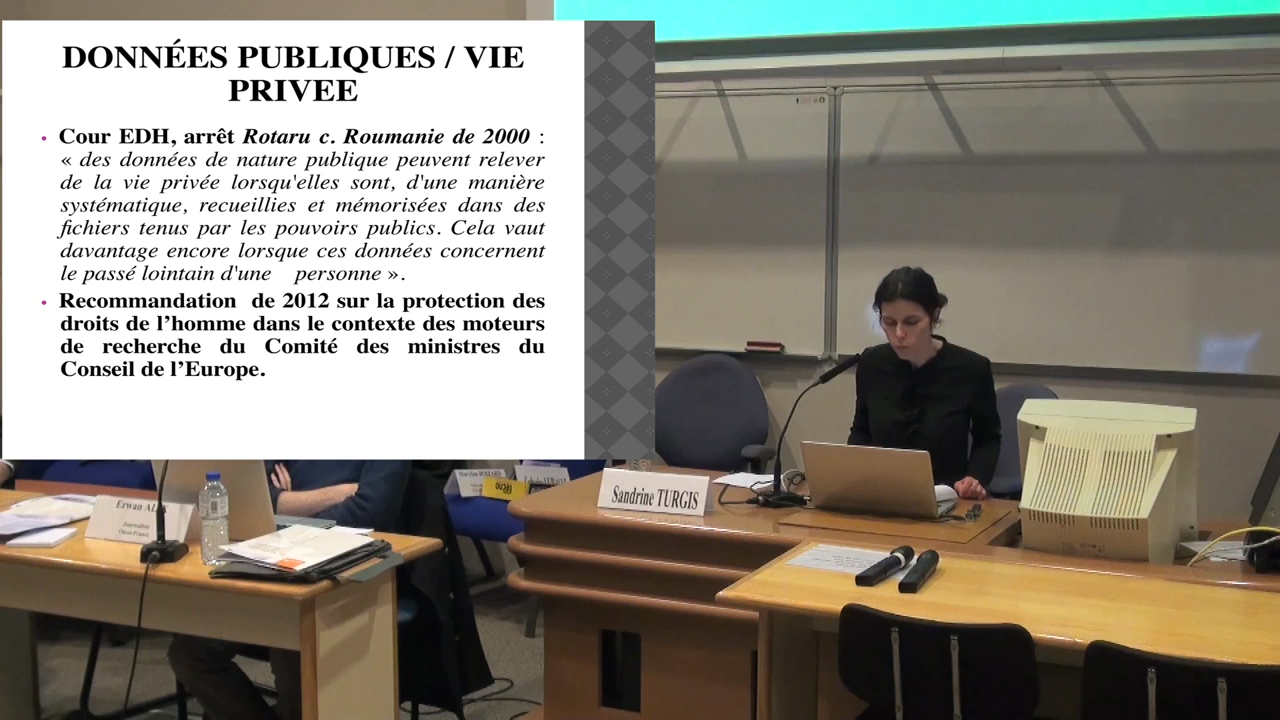 DONNÉES PUBLIQUES / VIE
PRIVEE
• Cour EDH, arrêt Rotaru c. Roumanie de 2000 :
« des données de nature publique peuvent relever
de la vie privée lorsqu'elles sont, d'une manière
systématique, recueillies et mémorisées dans des
fichiers tenus par les pouvoirs publics. Cela vaut
davantage encore lorsque ces données concernent
le passé lointain d'une personne ».
• Recommandation de 2012 sur la protection des
droits de l’homme dans le contexte des moteurs
de recherche du Comité des ministres du
Conseil de l’Europe.
Sandrine TURGIS
Erwan
Journaliste
Ouest-France